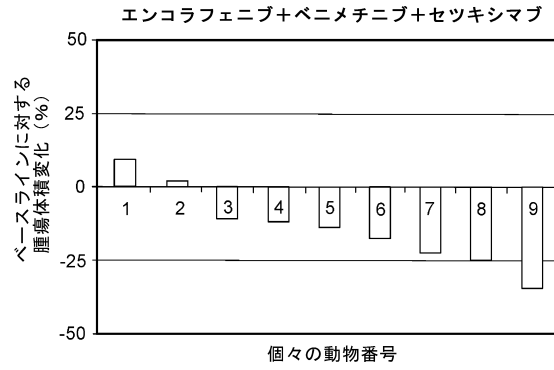 エンコラフェニブ+ベニメチニブ+セツキシマブ
ベースラインに対する
腫瘍体積変化 (%)
50
25
0
-25
-50
1 2 3 4 5 6 7 8 9
個々の動物番号